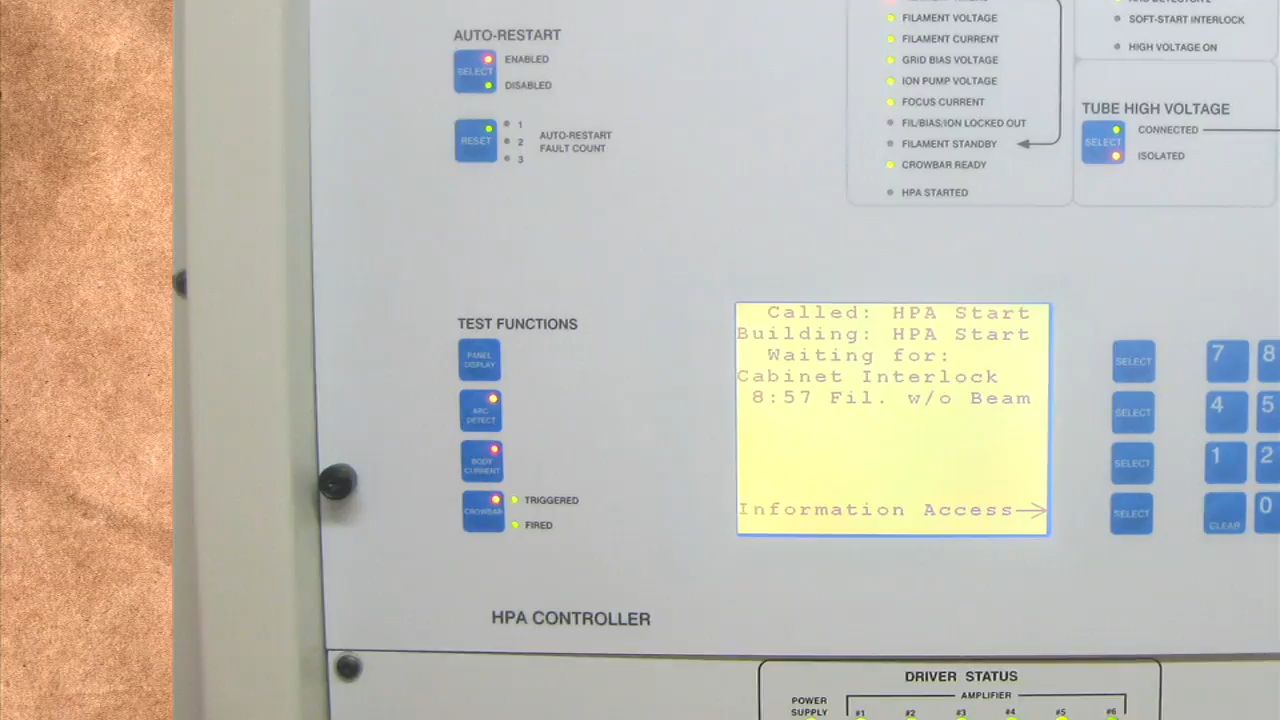 AUTO-RESTART
SELECT
ENABLED
DISABLED
RESET
1
2
3
AUTO-RESTART
FAULT COUNT
FILAMENT VOLTAGE
FILAMENT CURRENT
GRID BIAS VOLTAGE
ION PUMP VOLTAGE
FOCUS CURRENT
FIL/BIAS/ION LOCKED OUT
FILAMENT STANDBY
CROWBAR READY
HPA STARTED
SOFT-START INTERLOCK
HIGH VOLTAGE ON
TUBE HIGH VOLTAGE
SELECT
CONNECTED
ISOLATED
TEST FUNCTIONS
PANEL
DISPLAY
ARC
DETECT
BODY
CURRENT
CROWBAR
TRIGGERED
FIRED
Called: HPA Start
Building: HPA Start
Waiting for:
Cabinet Interlock
8:57 Fil. w/o Beam
Information Access
SELECT
7 8
SELECT
4 5
SELECT
1 2
SELECT
CLEAR
0
HPA CONTROLLER
DRIVER STATUS
AMPLIFIER
POWER
SUPPLY
#1 #2 #3 #4 #5 #6